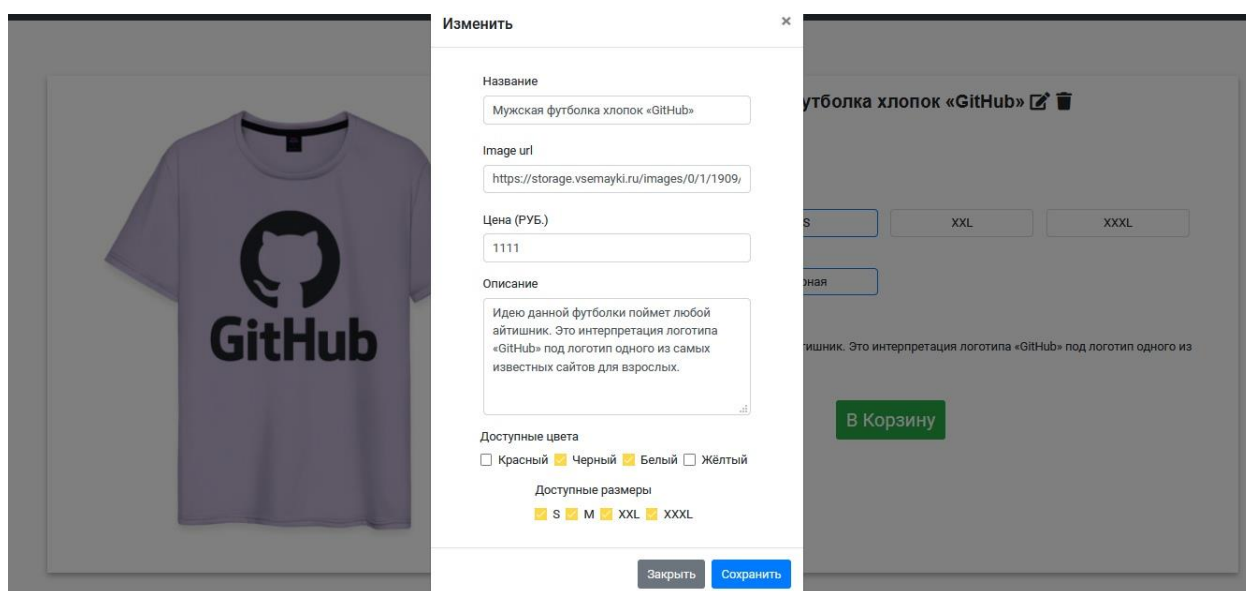 Изменить ×
Название
Мужская футболка хлопок «GitHub»
Image url
https://storage.vsemayki.ru/images/0/1/1909/
Цена (РУБ.)
1111
Описание
Идею данной футболки поймет любой
айтишник. Это интерпретация логотипа
«GitHub» под логотип одного из самых
известных сайтов для взрослых.
Доступные цвета
Красный Черный Белый Жёлтый
Доступные размеры
S M XXL XXXL
Закрыть Сохранить
GitHub
утболка хлопок «GitHub»
S XXL XXXL
рная
тишник. Это интерпретация логотипа «GitHub» под логотип одного из
В Корзину